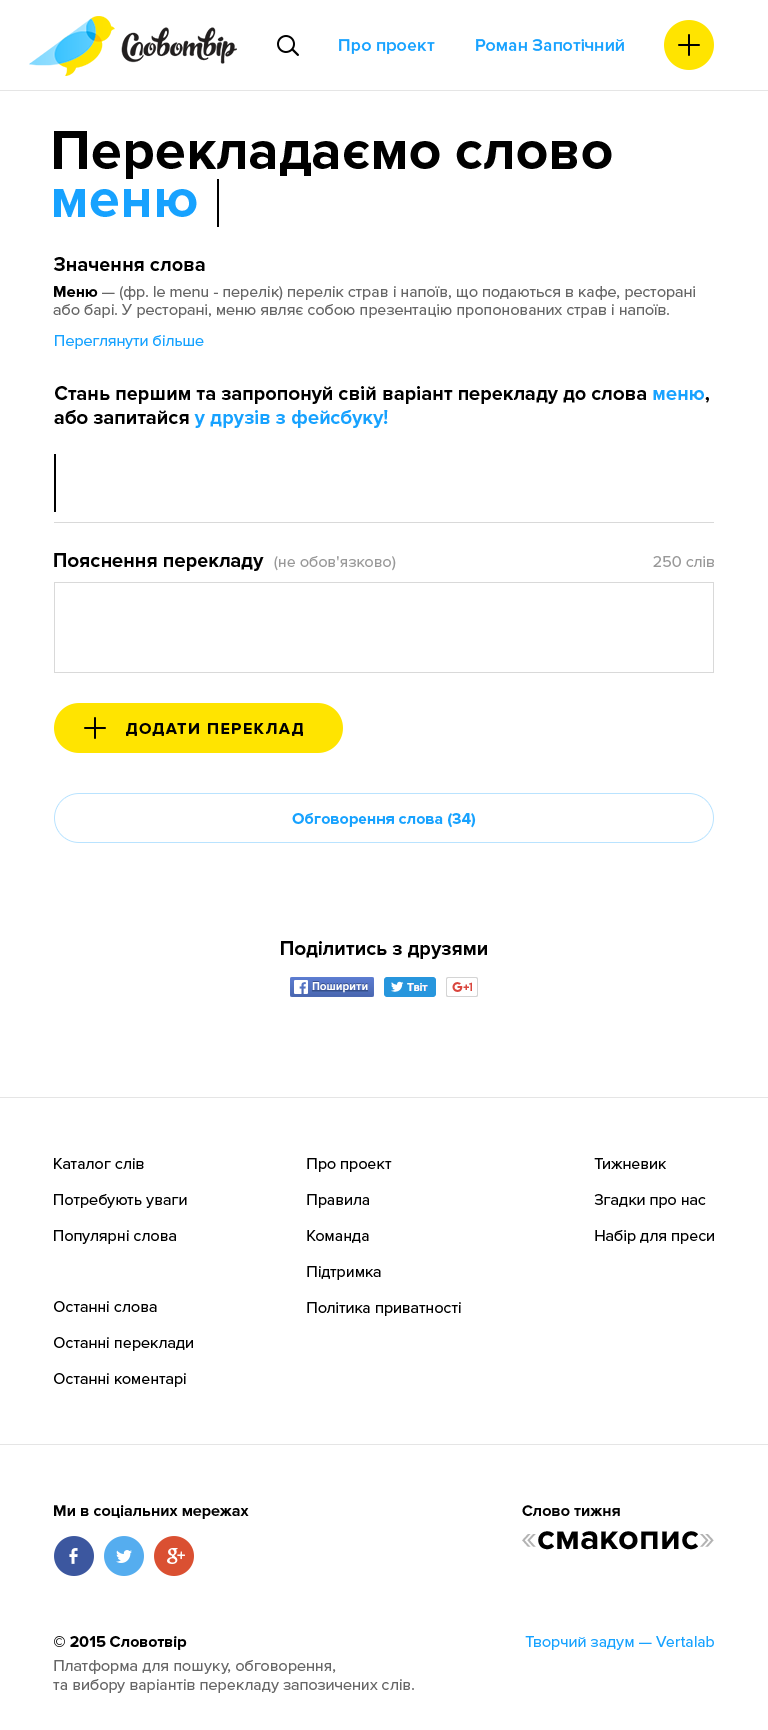 Словотвір
Про проект
Роман Запотічний
Перекладаємо слово
меню
Значення слова
Меню — (фр. le menu - перелік) перелік страв і напоїв, що подаються в кафе, ресторані
або барі. У ресторані, меню являє собою презентацію пропонованих страв і напоїв.
Переглянути більше
Стань першим та запропонуй свій варіант перекладу до слова меню,
або запитайся у друзів з фейсбуку!
Пояснення перекладу (не обов'язково) 250 слів
ДОДАТИ ПЕРЕКЛАД
Обговорення слова (34)
Поділитись з друзями
Поширити Твіт G+1
Каталог слів
Потребують уваги
Популярні слова
Останні слова
Останні переклади
Останні коментарі
Про проект
Правила
Команда
Підтримка
Політика приватності
Тижневик
Згадки про нас
Набір для преси
Ми в соціальних мережах
f g+
Слово тижня
«смакопис»
© 2015 Словотвір
Платформа для пошуку, обговорення,
та вибору варіантів перекладу запозичених слів.
Творчий задум — Vertalab